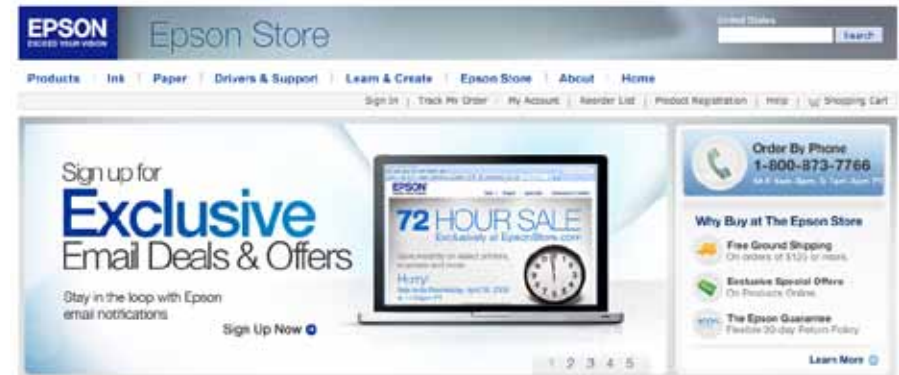 EPSON
EXCEED YOUR VISION
Epson Store
United States
Search
Products Ink Paper Drivers & Support Learn & Create Epson Store About Home
Sign In | Track My Order | My Account | Reorder List | Product Registration | Help | Shopping Cart
Sign up for
Exclusive
Email Deals & Offers
Stay in the loop with Epson
email notifications
Sign Up Now
EPSON
72 HOUR SALE
Exclusively at EpsonStore.com
Hurry!
1 2 3 4 5
Order By Phone
1-800-873-7766
Why Buy at The Epson Store
Free Ground Shipping
On orders of $125 or more.
Exclusive Special Offers
On Products Online.
The Epson Guarantee
Flexible 30-day Return Policy
Learn More